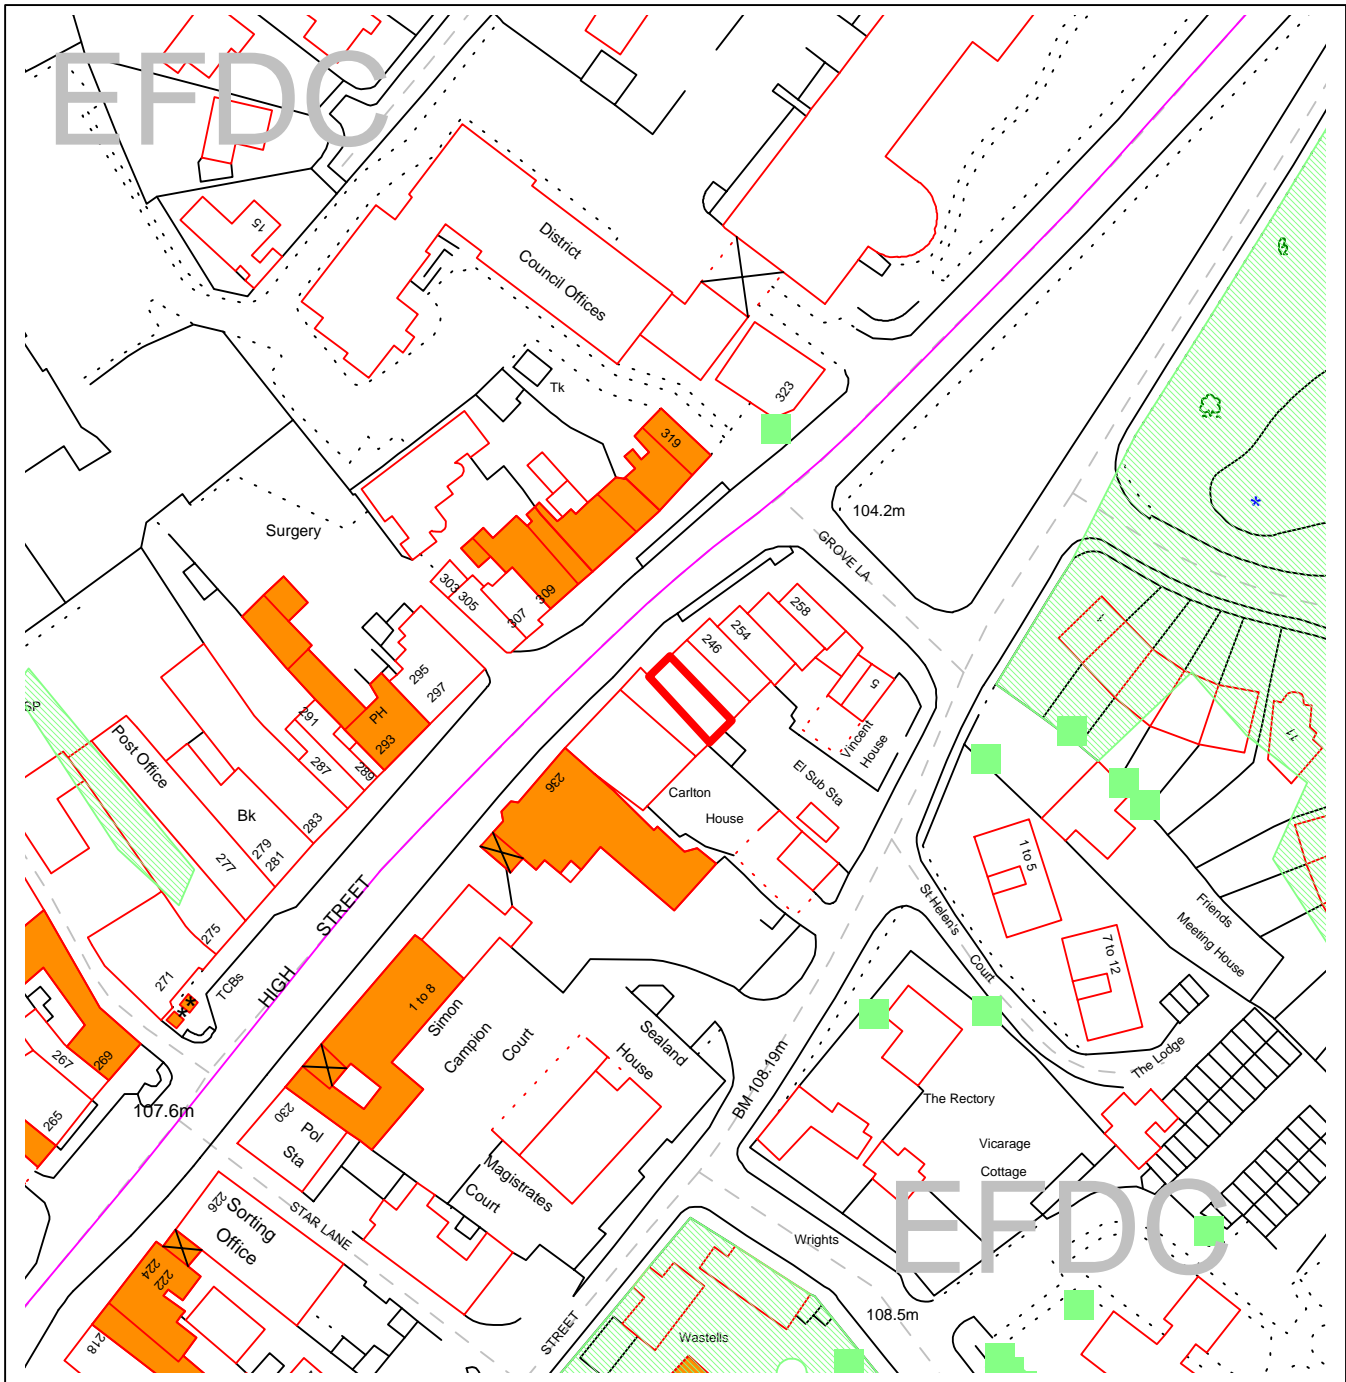 EFDC
15
District
Council Offices
323
Tk
319
104.2m
Surgery
GROVE LA
303
305
307
309
258
254
246
295
297
5
1
SP
PH
291
293
Vincent
House
11
Post Office
287
289
236
El Sub Sta
Carlton
House
Bk
283
279
281
277
1 to 5
STREET
St Helen's
Court
Friends
Meeting House
275
7 to 12
271
TCBs
HIGH
1 to 8
Simon
Campion
Court
Sealand
House
267
269
BM 108.19m
The Lodge
265
107.6m
230
Pol
Sta
The Rectory
Vicarage
Cottage
Magistrates
Court
226
Sorting
Office
STAR LANE
EFDC
Wrights
224
222
108.5m
218
STREET
Wastells